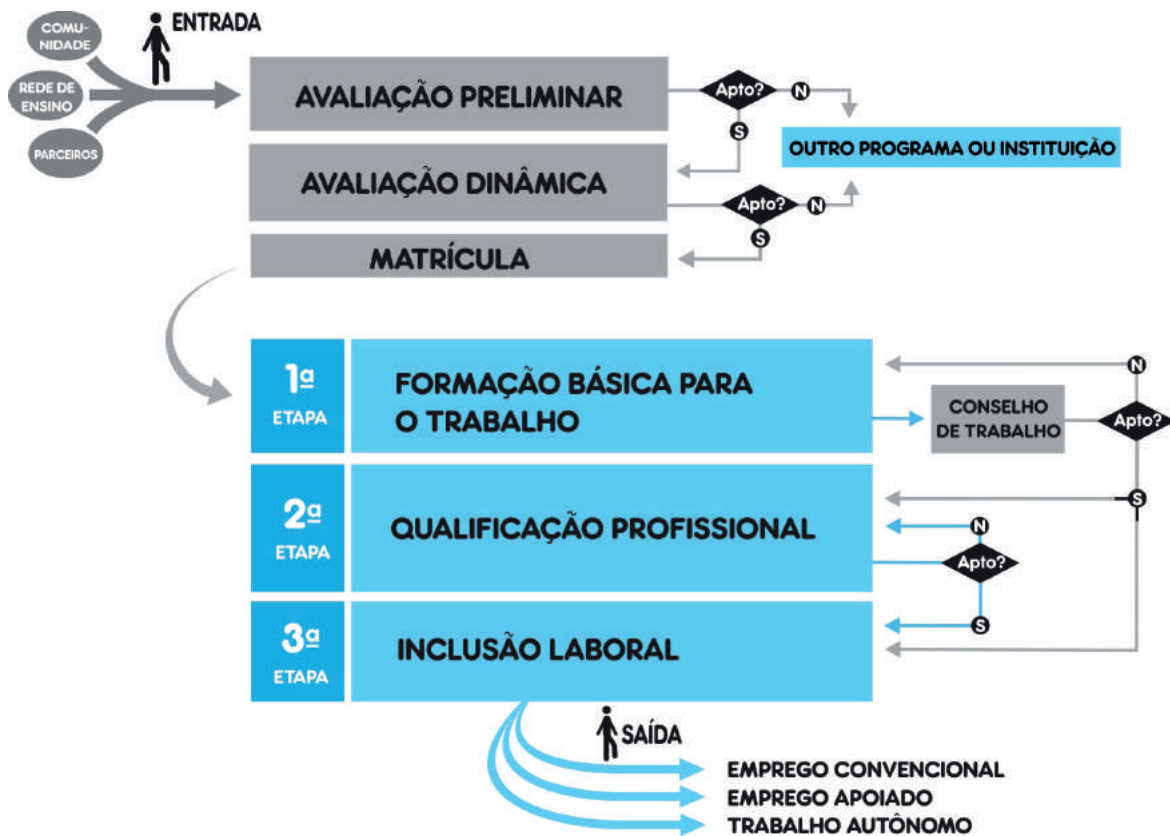 COMU-
NIDADE
ENTRADA
REDE DE
ENSINO
PARCEIROS
AVALIAÇÃO PRELIMINAR
Apto?
N
S
OUTRO PROGRAMA OU INSTITUIÇÃO
AVALIAÇÃO DINÂMICA
Apto?
N
S
MATRÍCULA
1ª
ETAPA
FORMAÇÃO BÁSICA PARA
O TRABALHO
CONSELHO
DE TRABALHO
N
Apto?
S
2ª
ETAPA
QUALIFICAÇÃO PROFISSIONAL
N
Apto?
S
3ª
ETAPA
INCLUSÃO LABORAL
SAÍDA
EMPREGO CONVENCIONAL
EMPREGO APOIADO
TRABALHO AUTÔNOMO